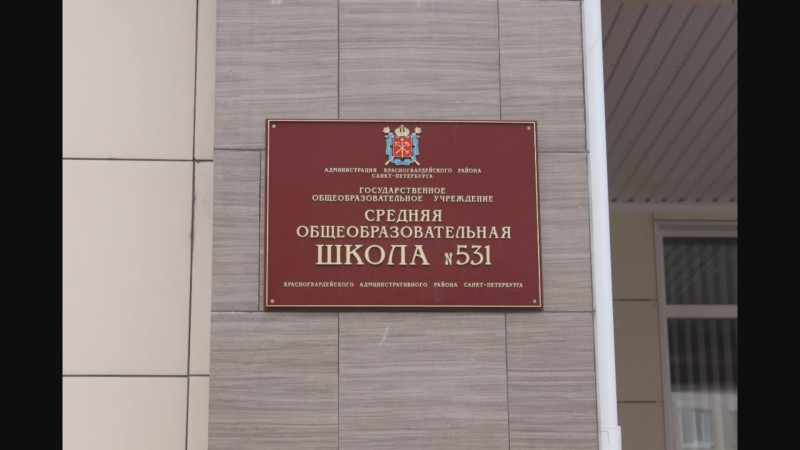 АДМИНИСТРАЦИЯ КРАСНОГВАРДЕЙСКОГО РАЙОНА
САНКТ-ПЕТЕРБУРГА
ГОСУДАРСТВЕННОЕ
ОБЩЕОБРАЗОВАТЕЛЬНОЕ УЧРЕЖДЕНИЕ
СРЕДНЯЯ
ОБЩЕОБРАЗОВАТЕЛЬНАЯ
ШКОЛА №531
КРАСНОГВАРДЕЙСКОГО АДМИНИСТРАТИВНОГО РАЙОНА САНКТ-ПЕТЕРБУРГА